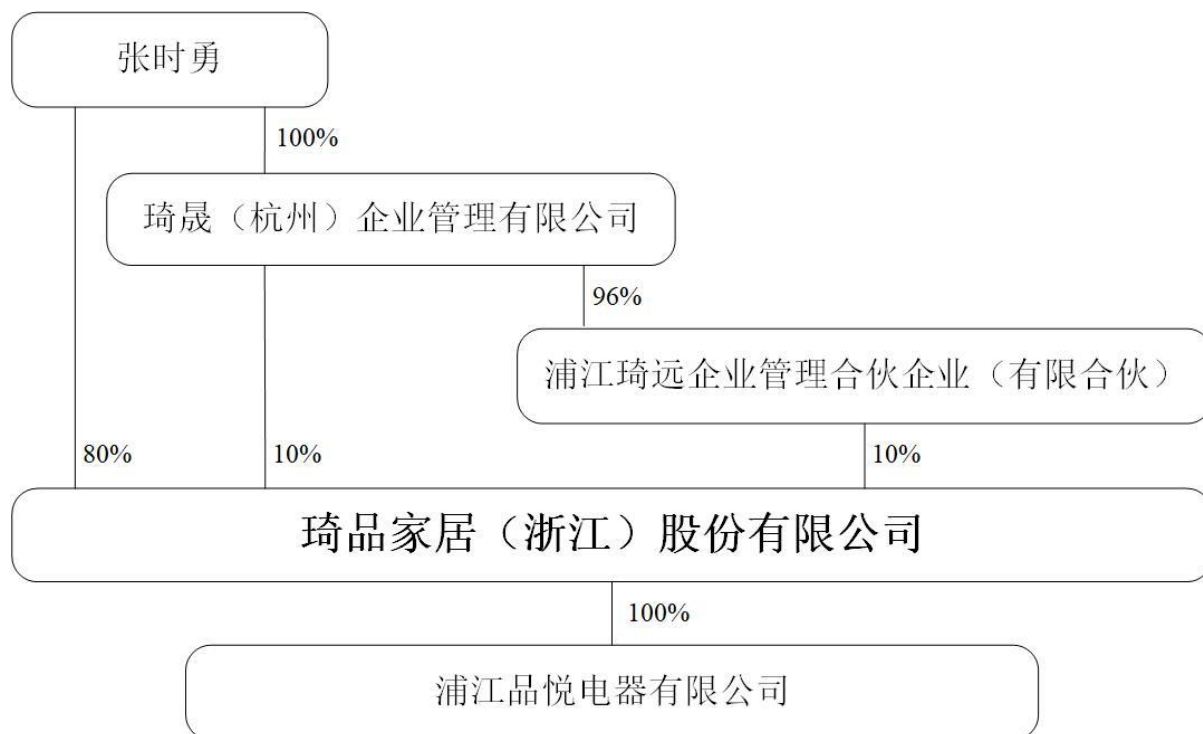 张时勇
100%
琦晟（杭州）企业管理有限公司
96%
浦江琦远企业管理合伙企业（有限合伙）
80%
10%
10%
琦品家居（浙江）股份有限公司
100%
浦江品悦电器有限公司